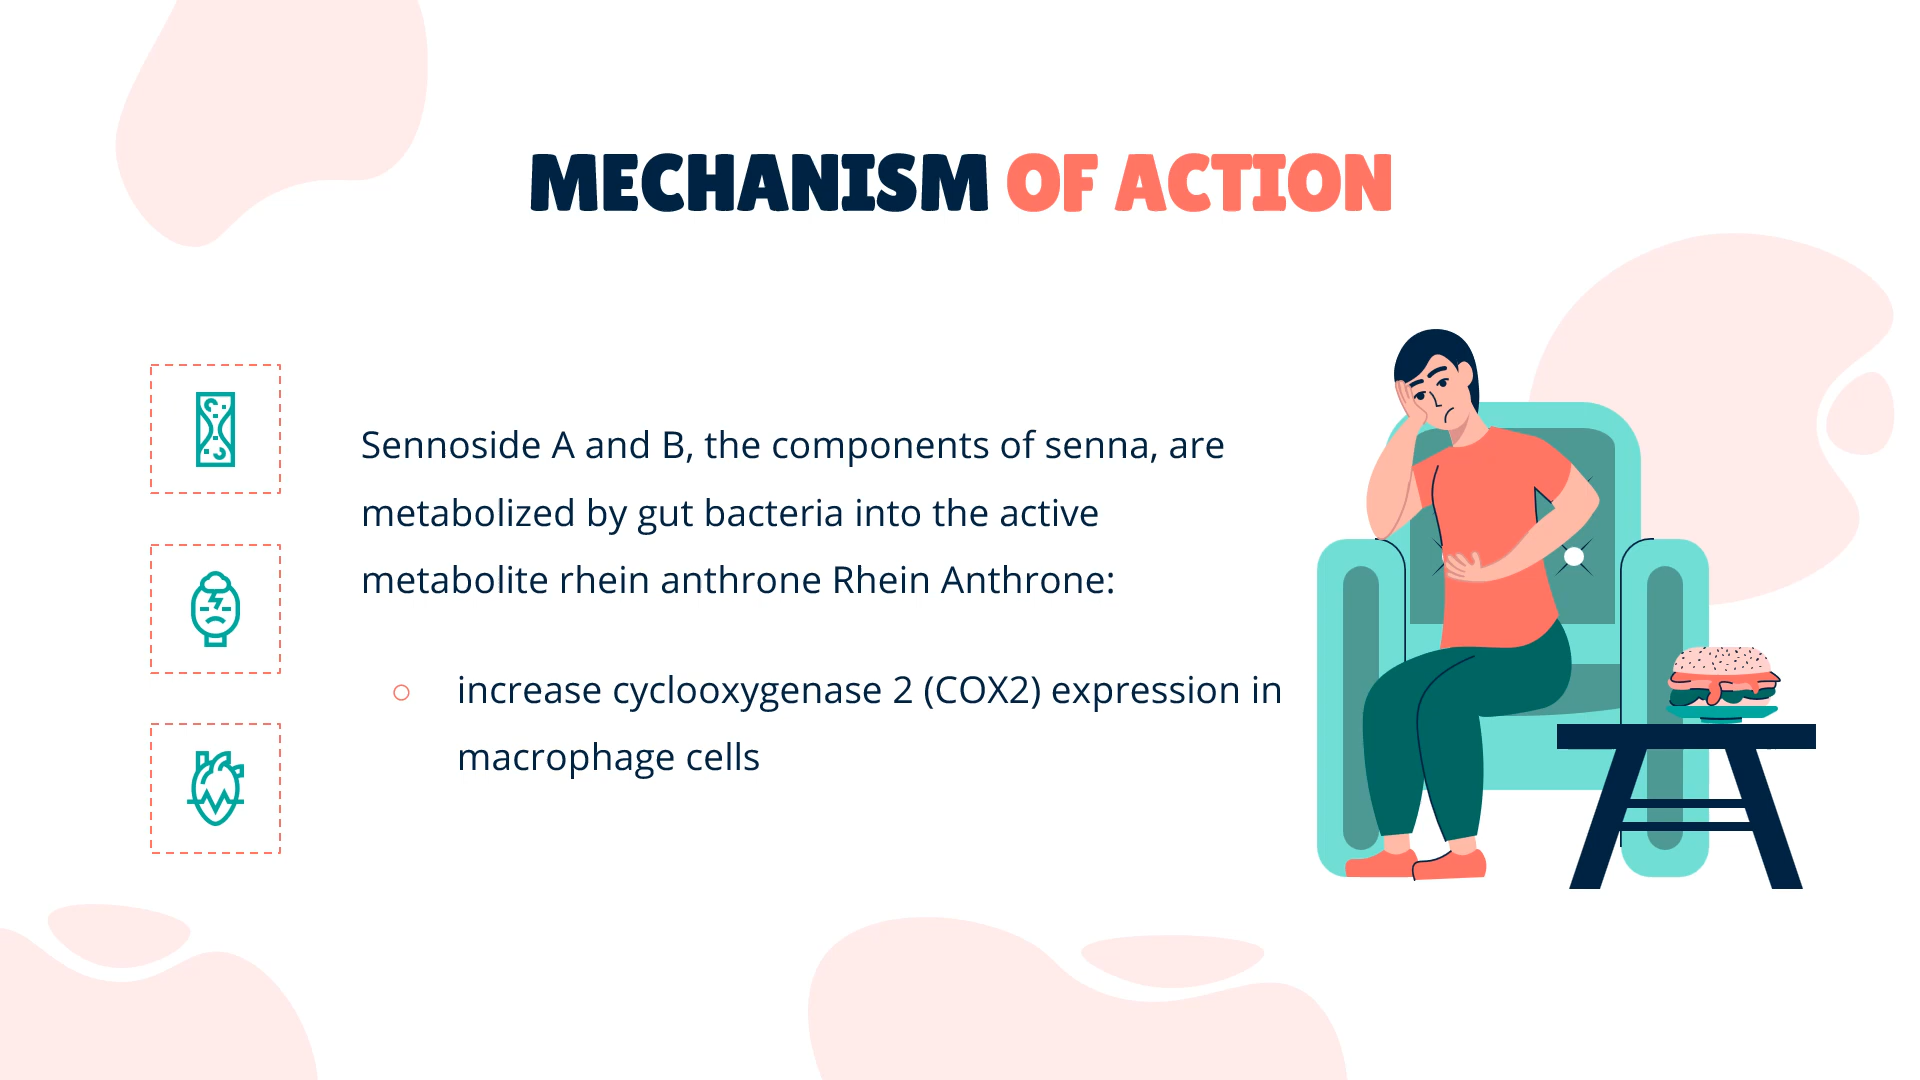 MECHANISM OF ACTION
Sennoside A and B, the components of senna, are
metabolized by gut bacteria into the active
metabolite rhein anthrone Rhein Anthrone:
increase cyclooxygenase 2 (COX2) expression in
macrophage cells